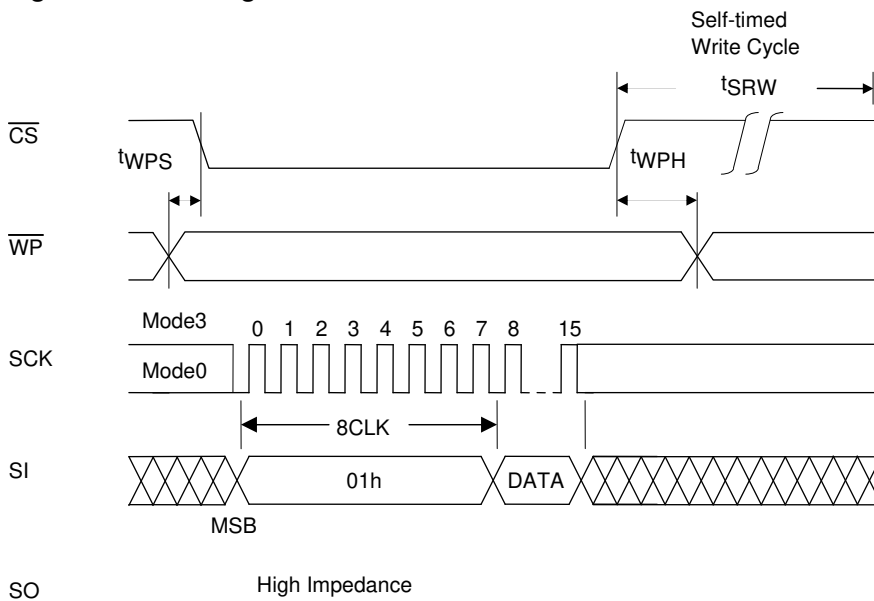 Self-timed
Write Cycle
tSRW
CS
tWPS
tWPH
WP
Mode3
0 1 2 3 4 5 6 7 8 15
SCK
Mode0
8CLK
SI
01h
DATA
MSB
High Impedance
SO